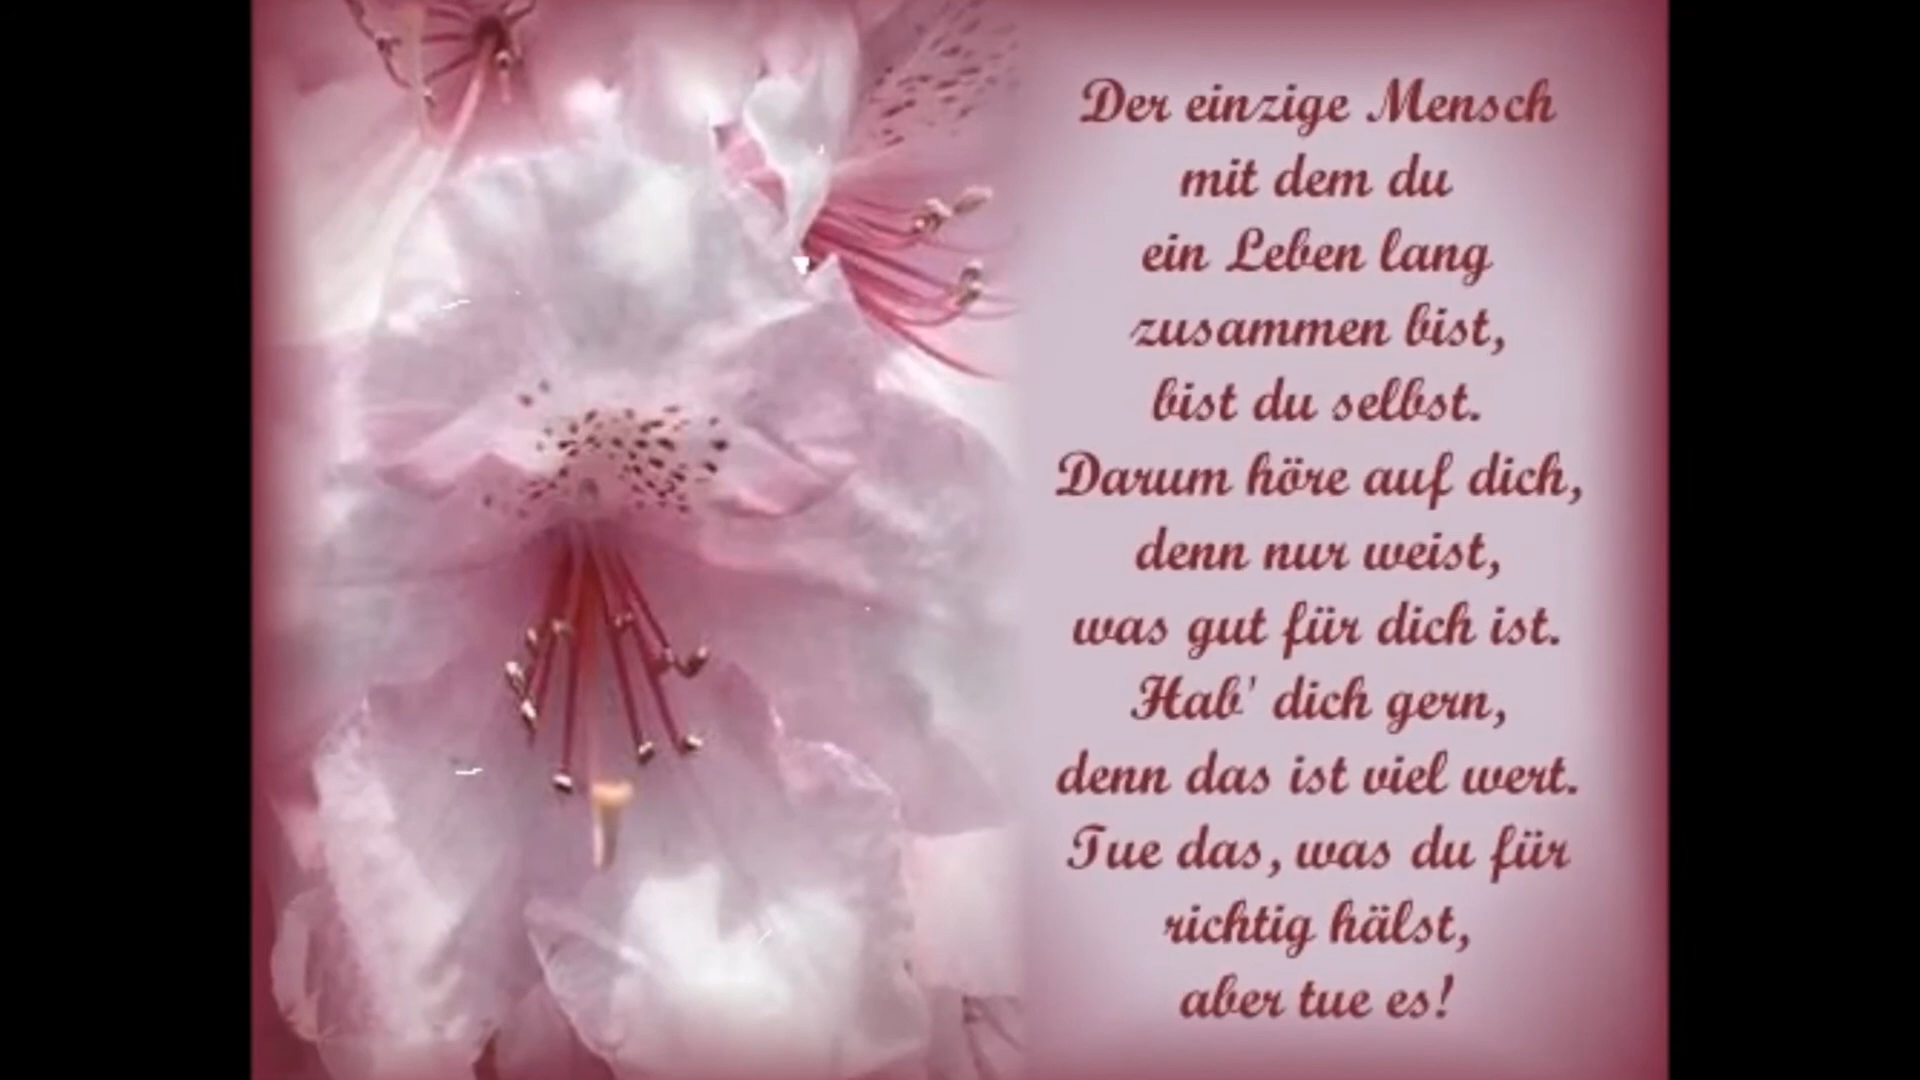 Der einzige Mensch
mit dem du
ein Leben lang
zusammen bist,
bist du selbst.
Darum höre auf dich,
denn nur weist,
was gut für dich ist.
Hab' dich gern,
denn das ist viel wert.
Tue das, was du für
richtig hälst,
aber tue es!